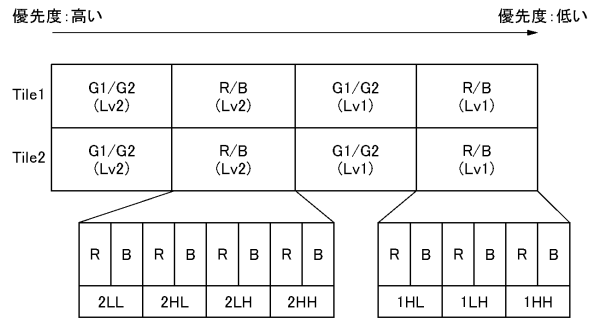 優先度:高い 優先度:低い
Tile1 G1/G2 R/B G1/G2 R/B
(Lv2) (Lv2) (Lv1) (Lv1)
Tile2 G1/G2 R/B G1/G2 R/B
(Lv2) (Lv2) (Lv1) (Lv1)
R B R B R B R B R B R B R B
2LL 2HL 2LH 2HH 1HL 1LH 1HH